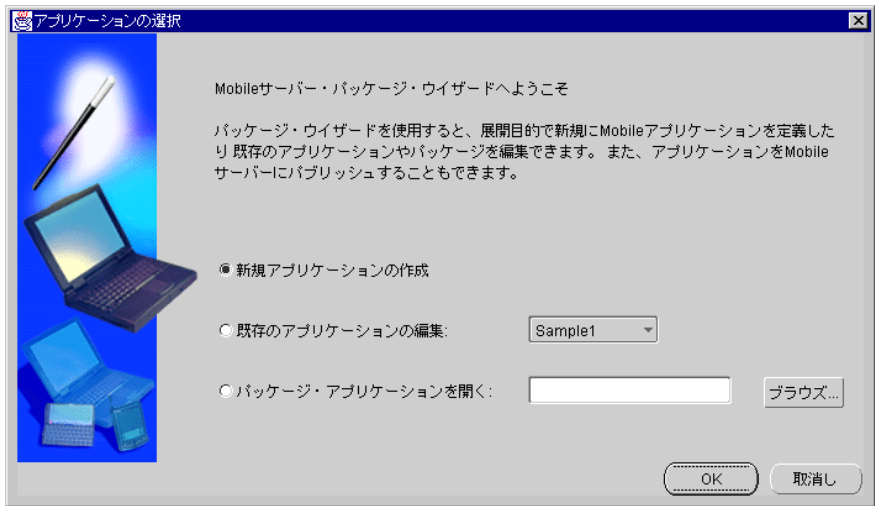 アプリケーションの選択
Mobileサーバー・パッケージ・ウィザードへようこそ
パッケージ・ウイザードを使用すると、展開目的で新規にMobileアプリケーションを定義した
り 既存のアプリケーションやパッケージを編集できます。 また、アプリケーションをMobile
サーバーにパブリッシュすることもできます。
新規アプリケーションの作成
既存のアプリケーションの編集: Sample1
パッケージ・アプリケーションを開く: ブラウズ...
OK 取消し